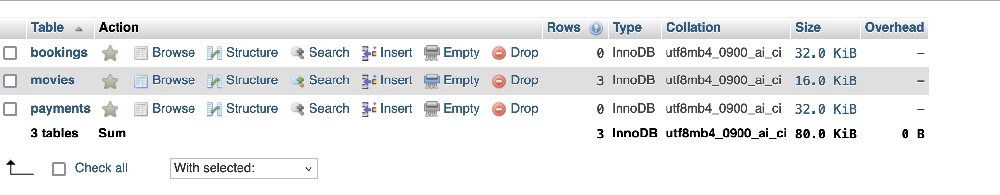 Table Action Rows Type Collation Size Overhead
bookings Browse Structure Search Insert Empty Drop 0 InnoDB utf8mb4_0900_ai_ci 32.0 KiB –
movies Browse Structure Search Insert Empty Drop 3 InnoDB utf8mb4_0900_ai_ci 16.0 KiB –
payments Browse Structure Search Insert Empty Drop 0 InnoDB utf8mb4_0900_ai_ci 32.0 KiB –
3 tables Sum 3 InnoDB utf8mb4_0900_ai_ci 80.0 KiB 0 B
Check all With selected: